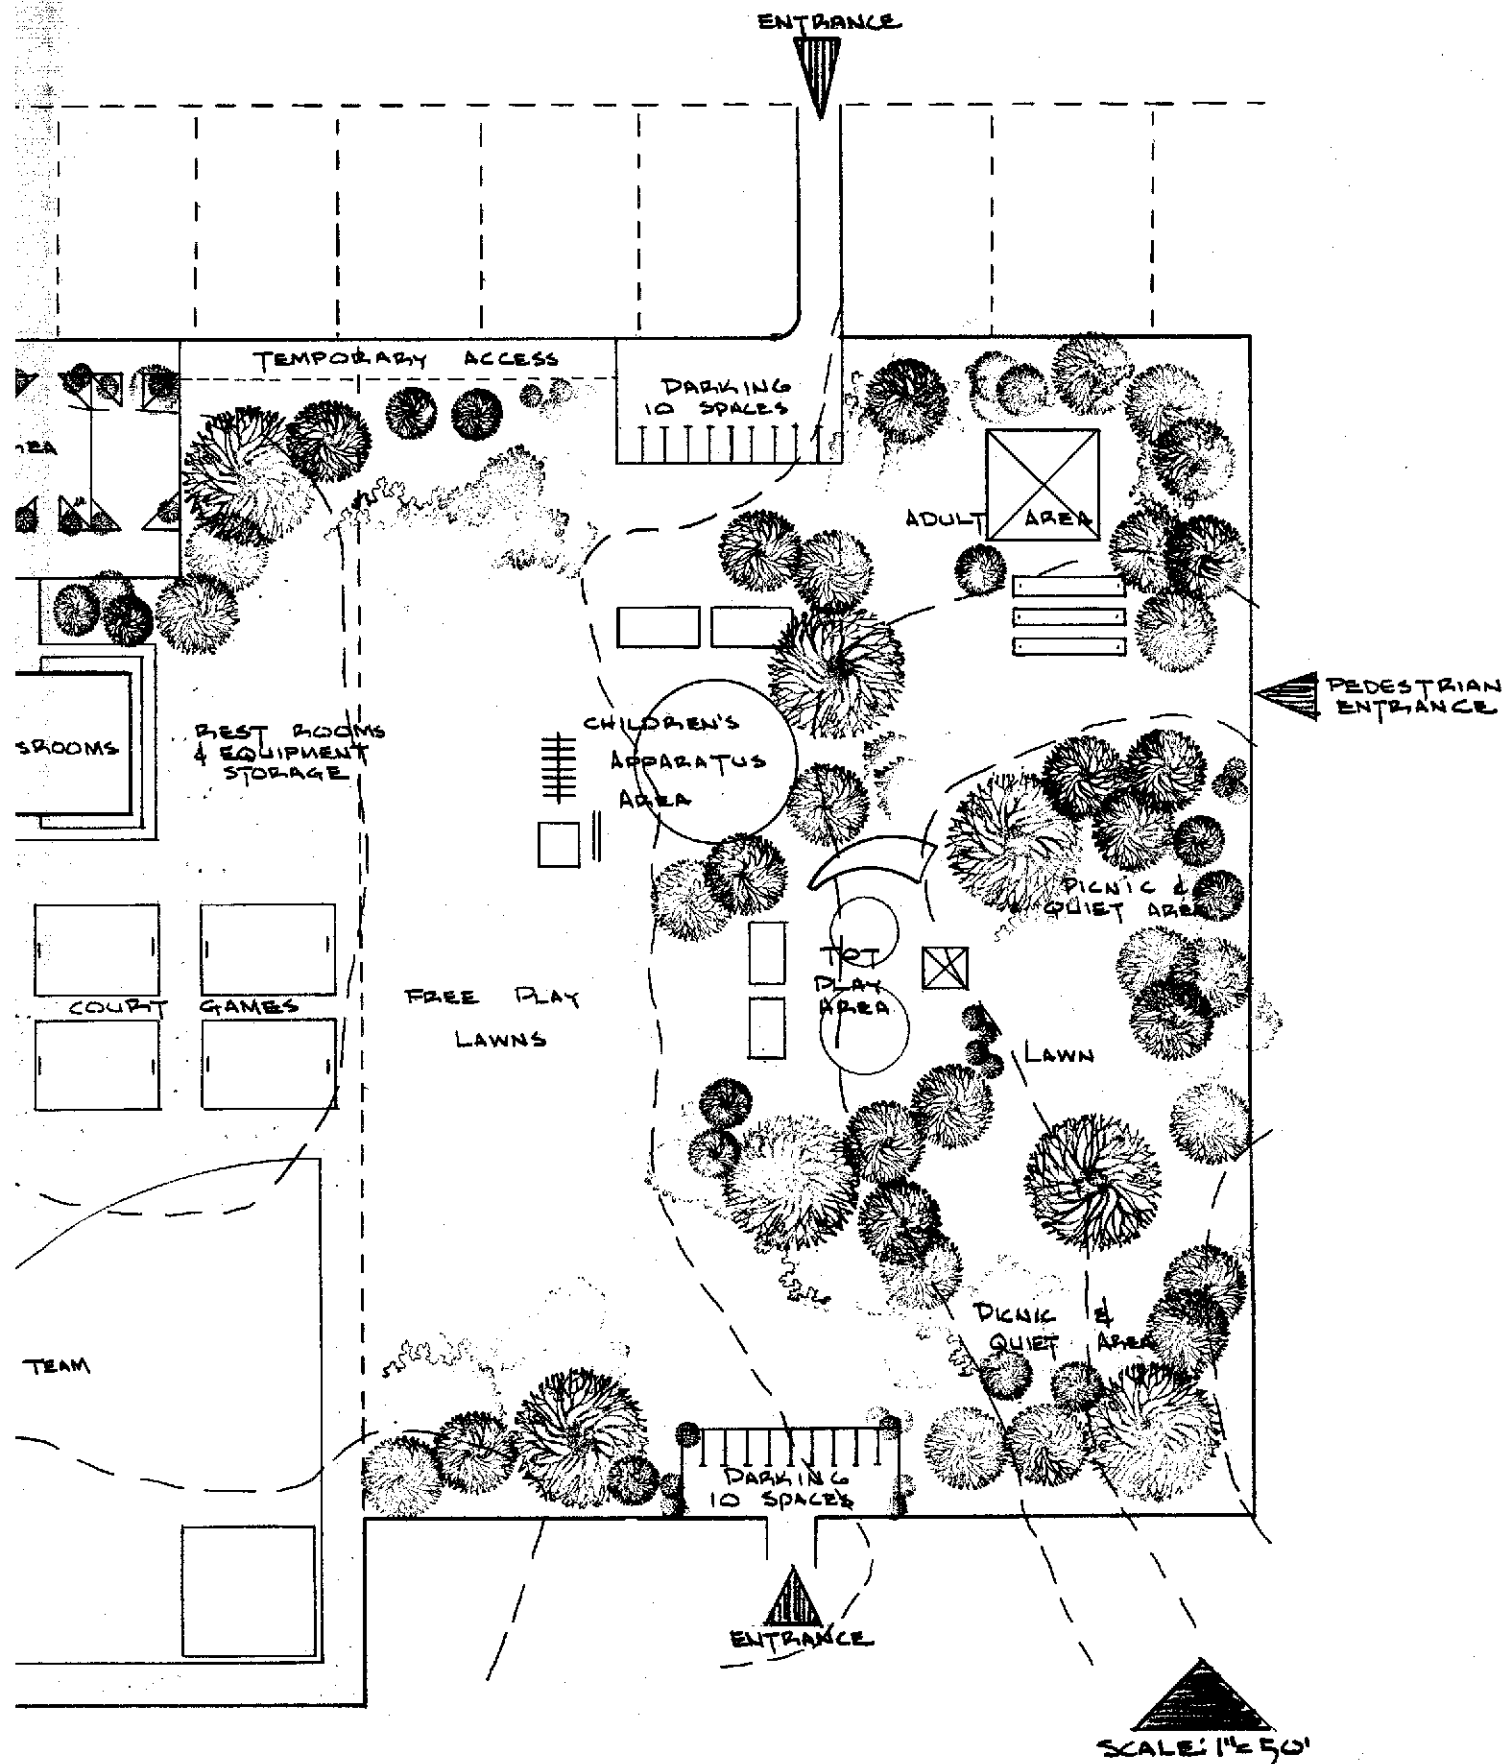 ENTRANCE
TEMPORARY ACCESS
PARKING
10 SPACES
ADULT AREA
PEDESTRIAN
ENTRANCE
REST ROOMS
& EQUIPMENT
STORAGE
CHILDREN'S
APPARATUS
AREA
PICNIC &
QUIET AREA
TOT
PLAY
AREA
COURT GAMES
FREE PLAY
LAWNS
LAWN
PICNIC &
QUIET AREA
TEAM
PARKING
10 SPACES
ENTRANCE
SCALE: 1"=50'